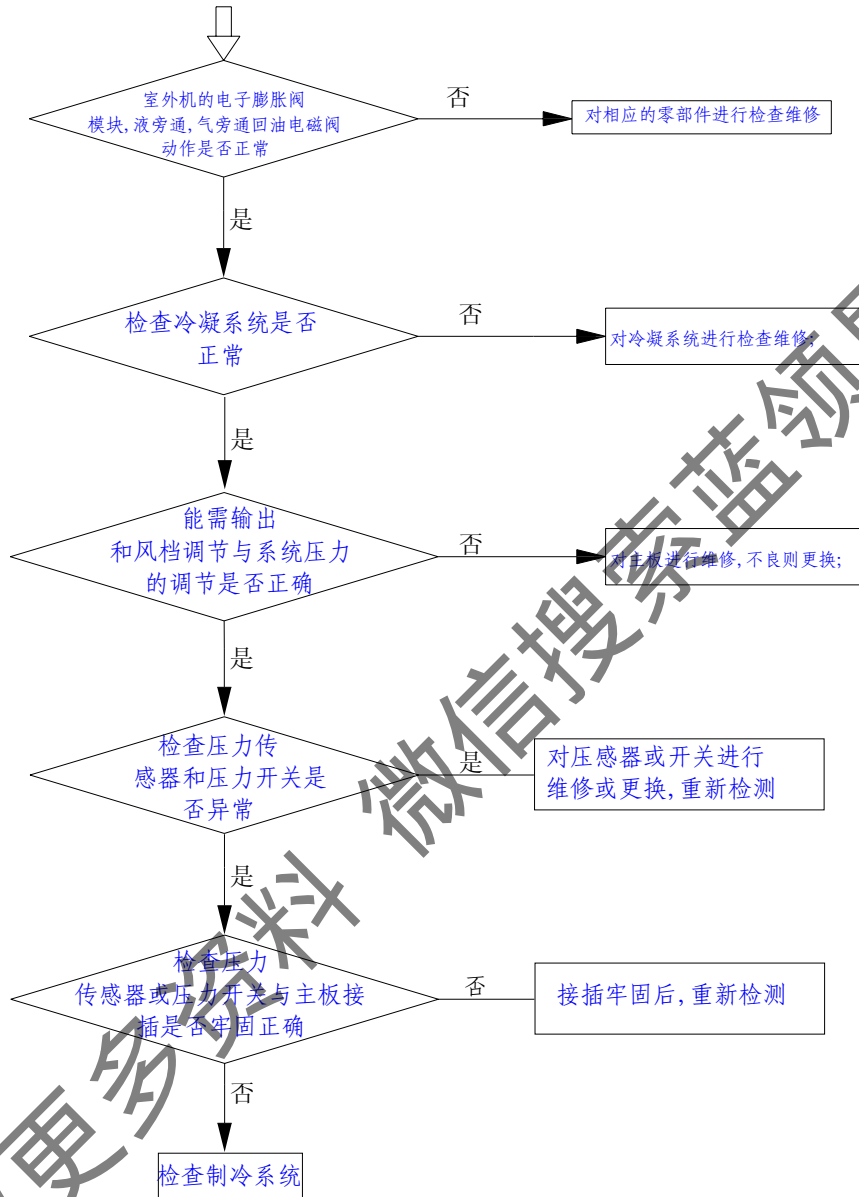 室外机的电子膨胀阀
模块,液旁通,气旁通回油电磁阀
动作是否正常
否
对相应的零部件进行检查维修
是
检查冷凝系统是否
正常
否
对冷凝系统进行检查维修;
是
能需输出
和风档调节与系统压力
的调节是否正确
否
对主板进行维修,不良则更换;
是
检查压力传
感器和压力开关是
否异常
是
对压感器或开关进行
维修或更换,重新检测
是
检查压力
传感器或压力开关与主板接
插是否牢固正确
否
接插牢固后,重新检测
否
检查制冷系统
更多资料 微信搜索蓝领